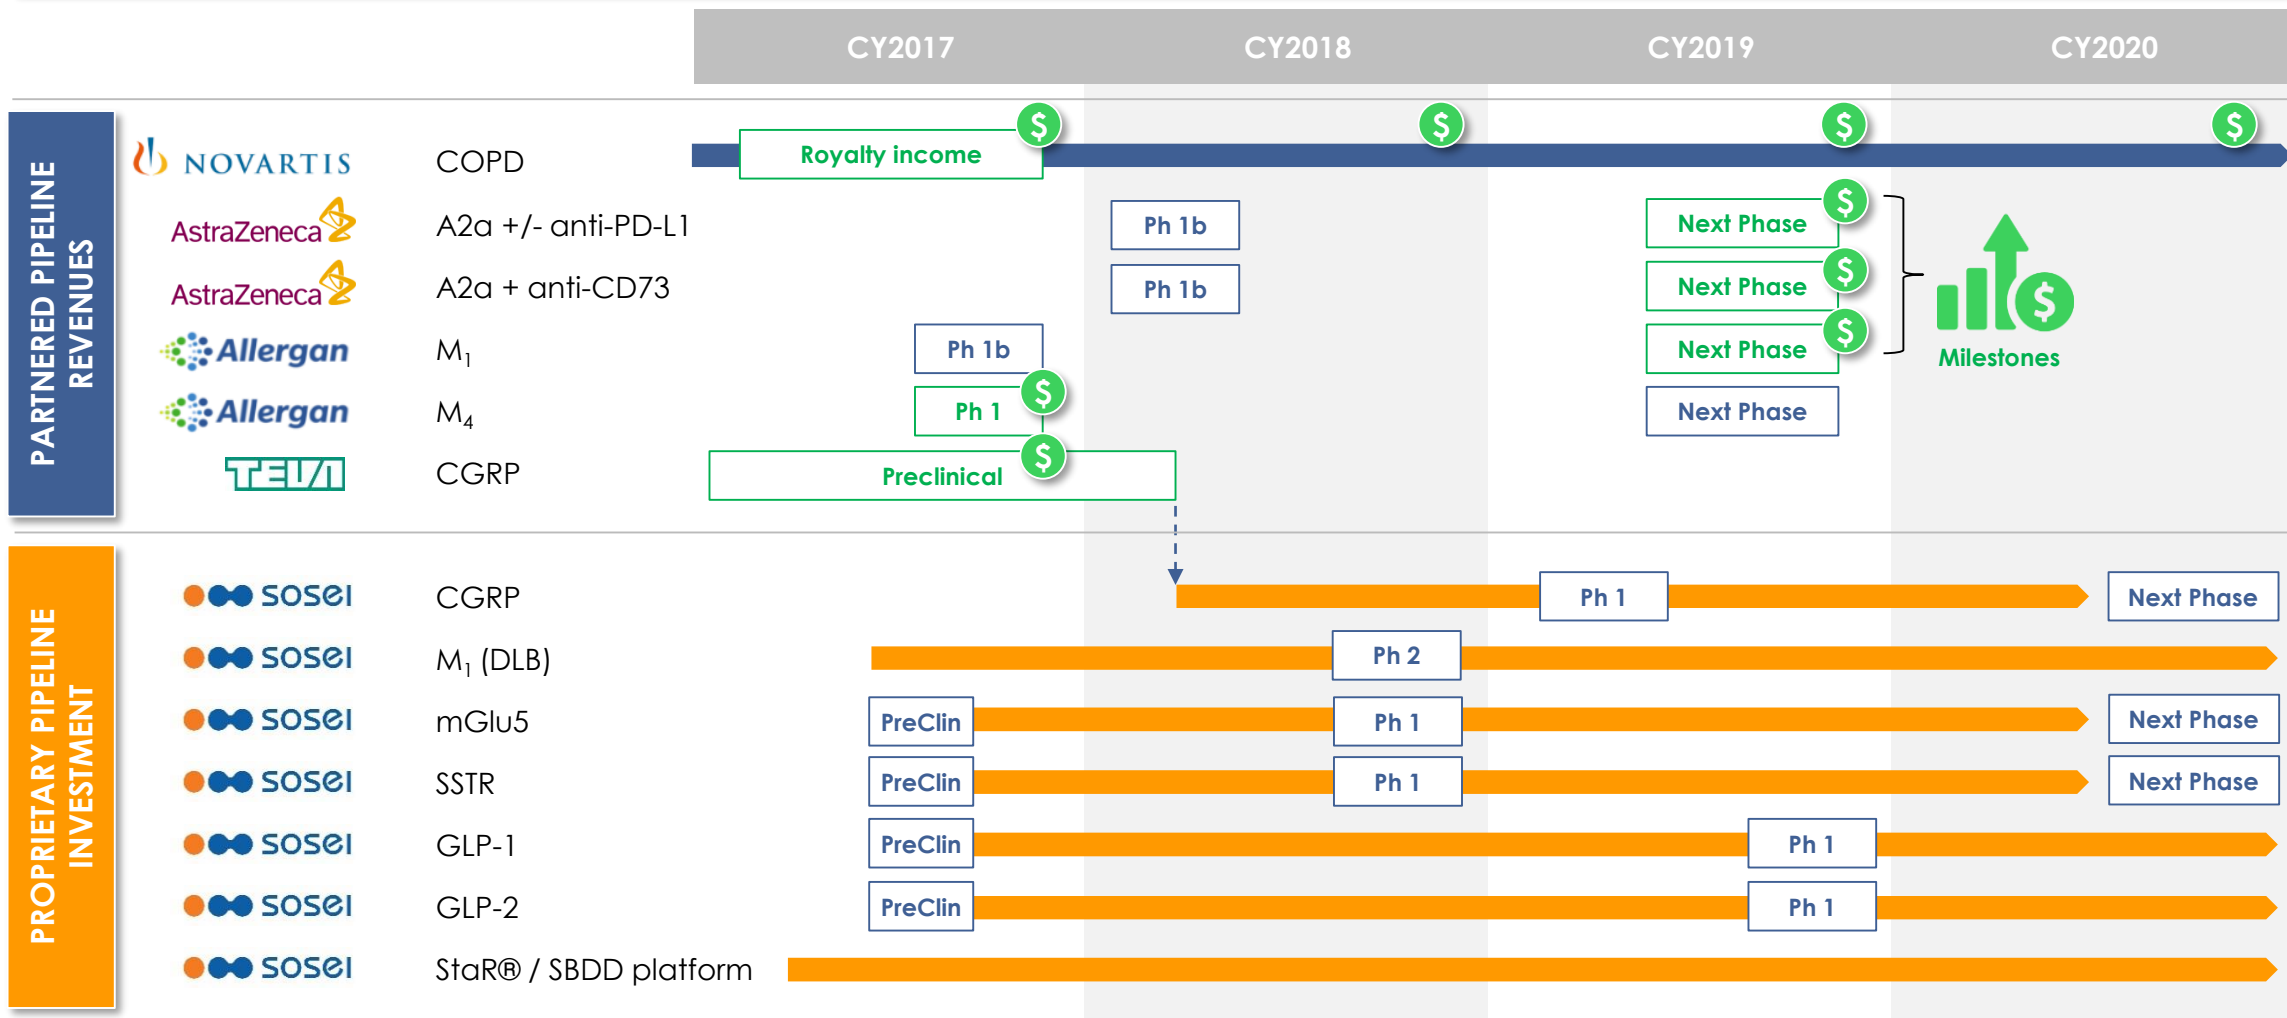 CY2017 CY2018 CY2019 CY2020
PARTNERED PIPELINE
REVENUES
NOVARTIS COPD Royalty income $ $ $ $
AstraZeneca A2a +/- anti-PD-L1 Ph 1b Next Phase $
AstraZeneca A2a + anti-CD73 Ph 1b Next Phase $
$
Allergan M₁ Ph 1b Next Phase $
Milestones
Allergan M₄ Ph 1 $ Next Phase
TEVA CGRP Preclinical $
PROPRIETARY PIPELINE
INVESTMENT
sosei CGRP Ph 1 Next Phase
sosei M₁ (DLB) Ph 2
sosei mGlu5 PreClin Ph 1 Next Phase
sosei SSTR PreClin Ph 1 Next Phase
sosei GLP-1 PreClin Ph 1
sosei GLP-2 PreClin Ph 1
sosei StaR® / SBDD platform